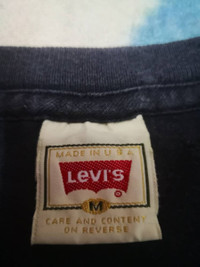 MADE IN U.S.A.
LEVI'S
®
M
CARE AND CONTENT
ON REVERSE